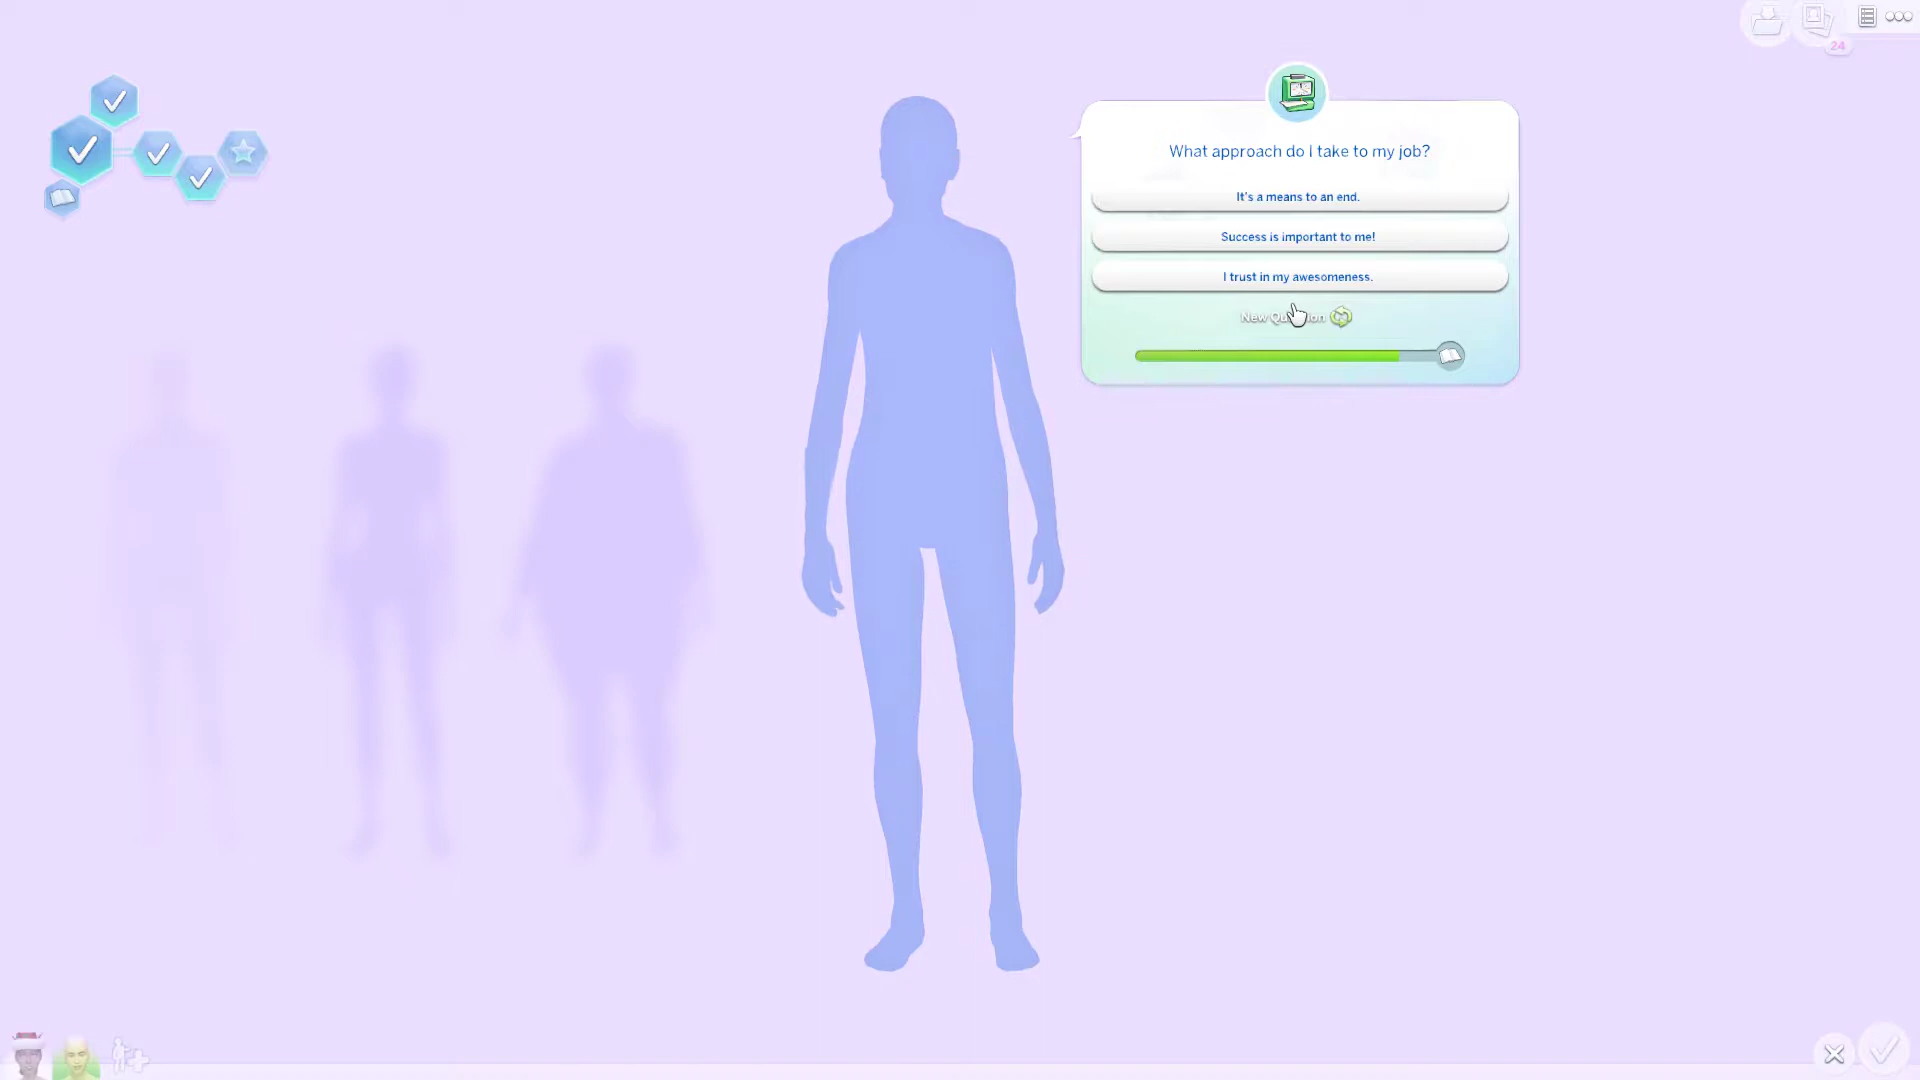 24
What approach do I take to my job?
It's a means to an end.
Success is important to me!
I trust in my awesomeness.
New